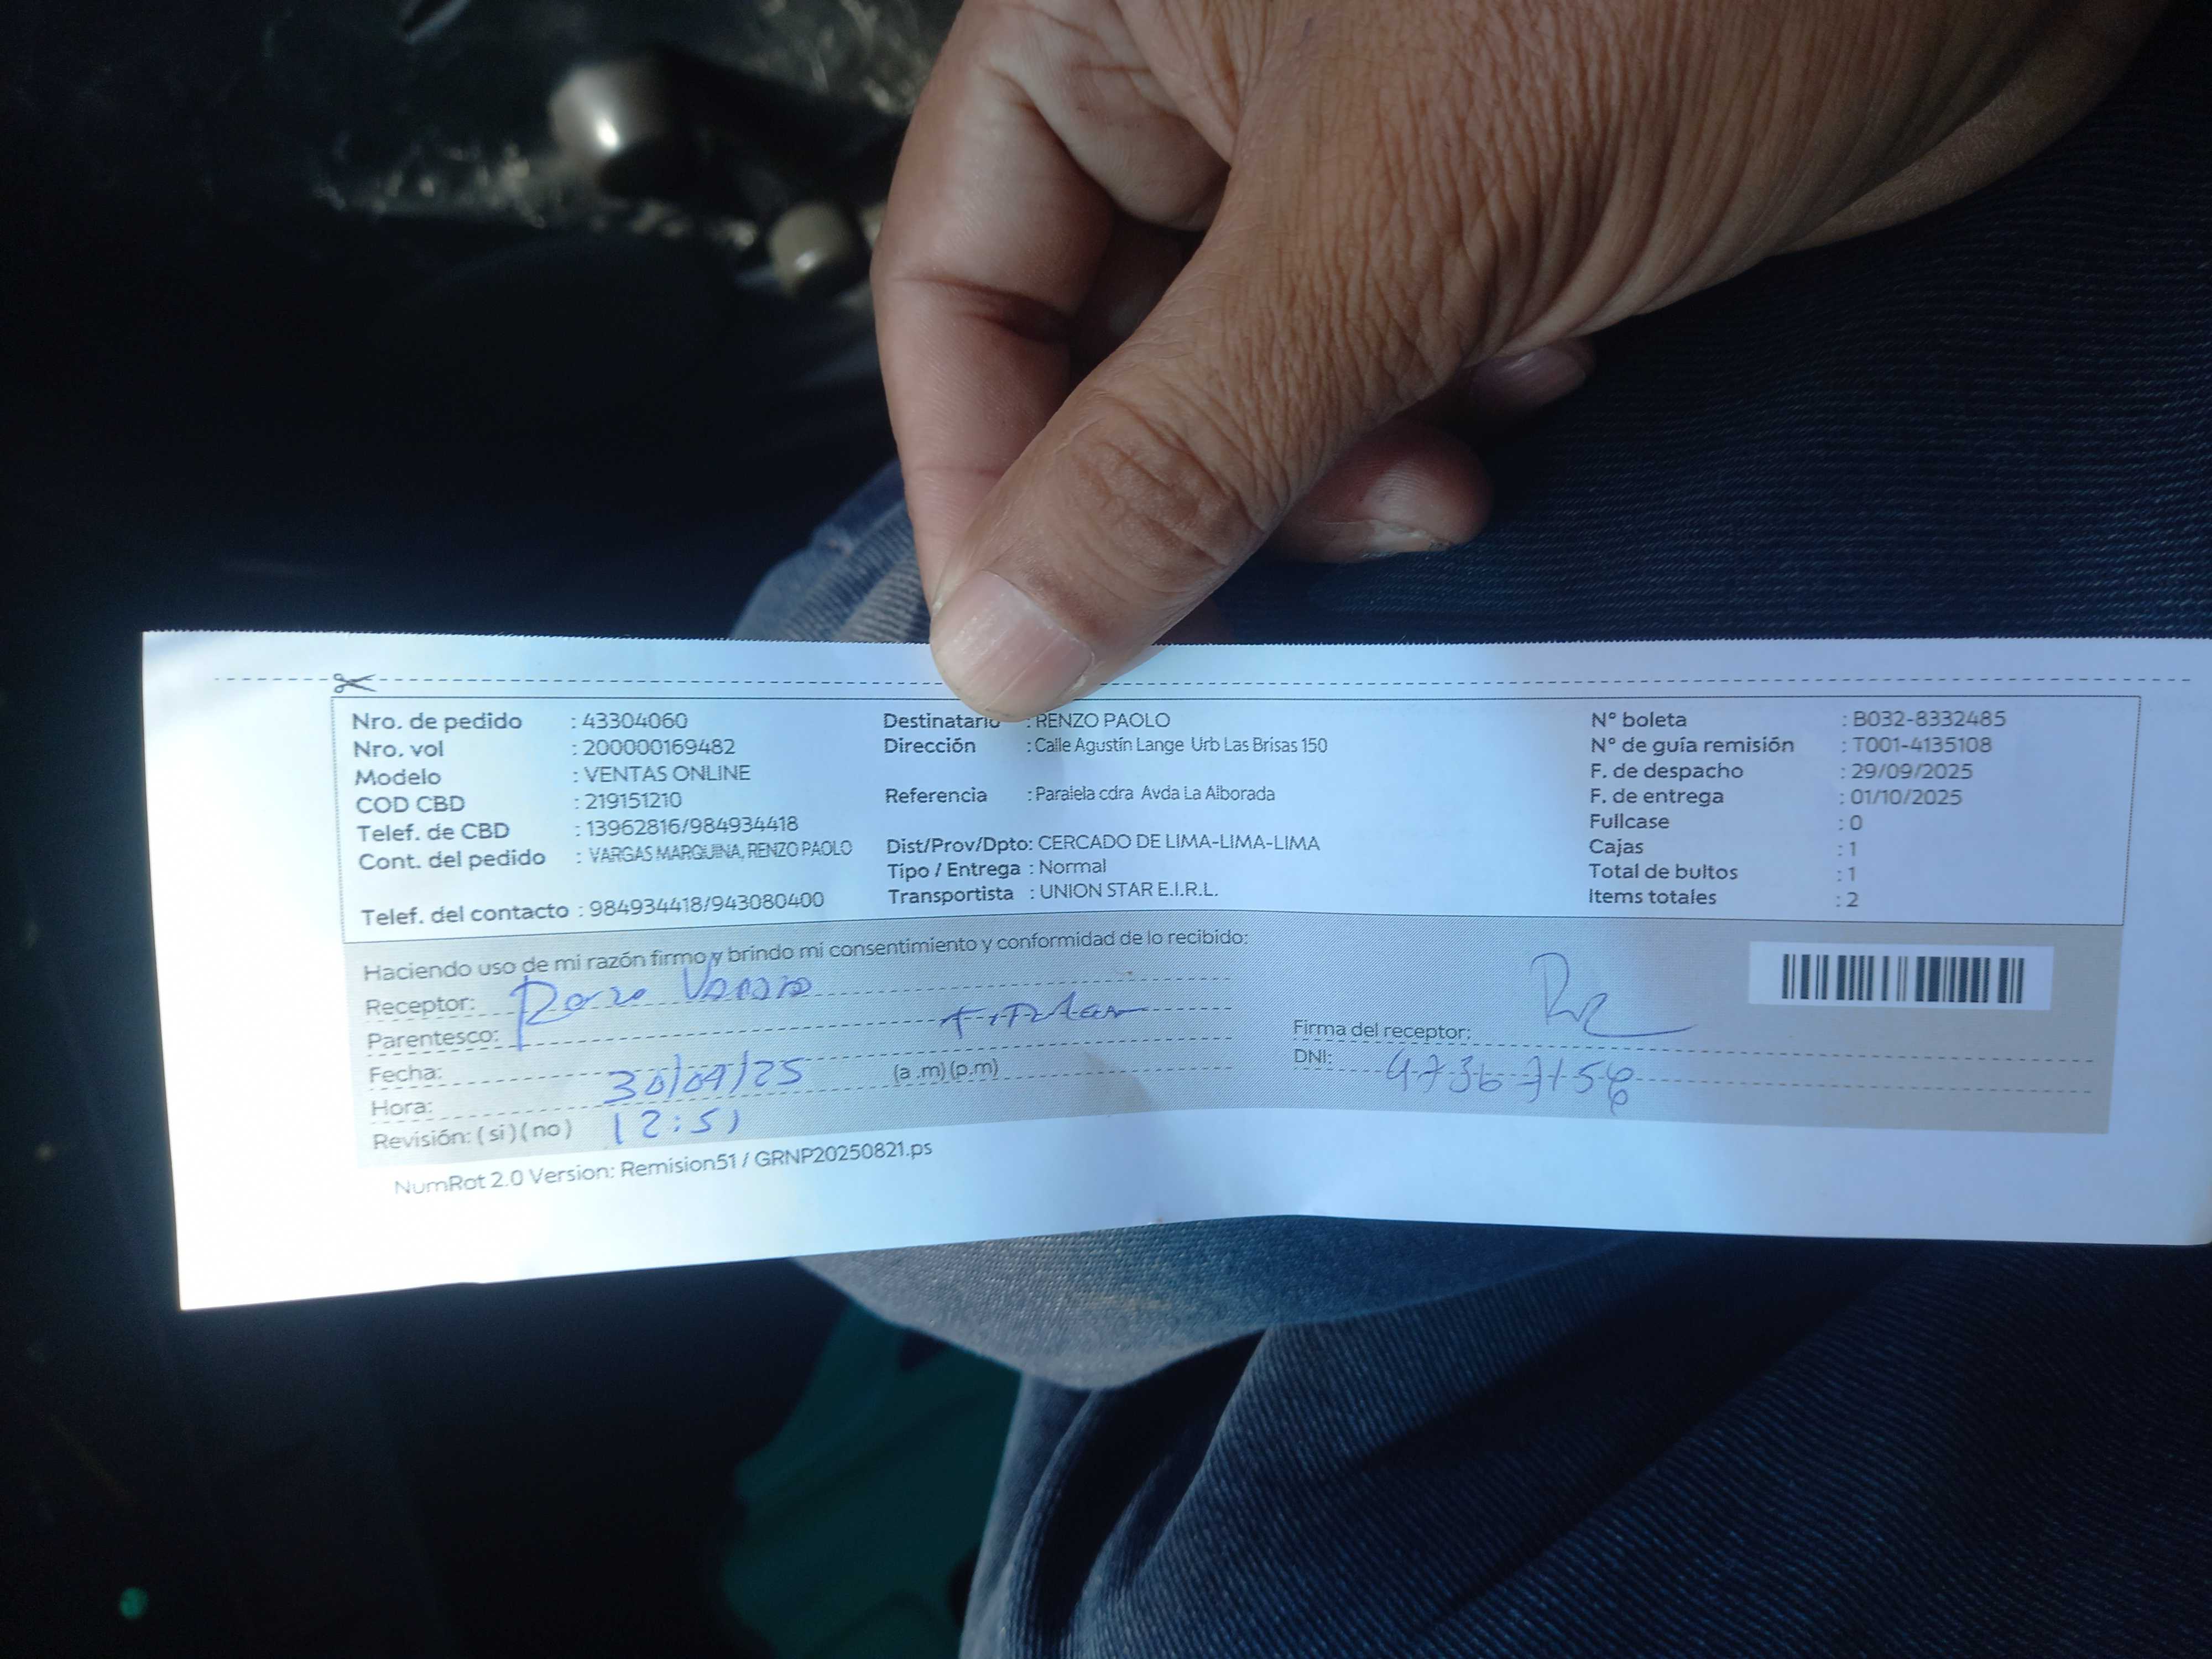 Nro. de pedido : 43304060
Nro. vol : 200000169482
Modelo : VENTAS ONLINE
COD CBD : 219151210
Telef. de CBD : 13962816/984934418
Cont. del pedido : VARGAS MARQUINA, RENZO PAOLO
Telef. del contacto : 984934418/943080400
Destinatario : RENZO PAOLO
Dirección : Calle Agustín Lange Urb Las Brisas 150
Referencia : Paralela cdra Avda La Alborada
Dist/Prov/Dpto: CERCADO DE LIMA-LIMA-LIMA
Tipo / Entrega : Normal
Transportista : UNION STAR E.I.R.L.
N° boleta : B032-8332485
N° de guía remisión : T001-4135108
F. de despacho : 29/09/2025
F. de entrega : 01/10/2025
Fullcase : 0
Cajas : 1
Total de bultos : 1
Items totales : 2
Haciendo uso de mi razón firmo y brindo mi consentimiento y conformidad de lo recibido:
Receptor:
Parentesco:
Fecha: 30/09/25 (a .m) (p.m)
Hora: 12:51
Revisión: ( si ) ( no )
Firma del receptor:
DNI:
NumRot 2.0 Version: Remision51 / GRNP20250821.ps